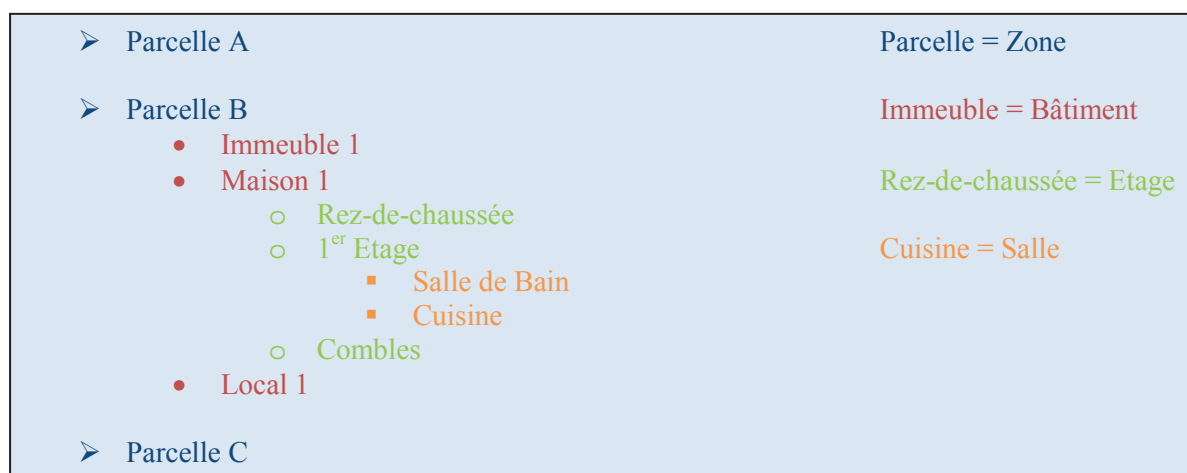 ➢ Parcelle A Parcelle = Zone
➢ Parcelle B Immeuble = Bâtiment
• Immeuble 1
• Maison 1 Rez-de-chaussée = Etage
o Rez-de-chaussée
o 1er Etage Cuisine = Salle
▪ Salle de Bain
▪ Cuisine
o Combles
• Local 1
➢ Parcelle C